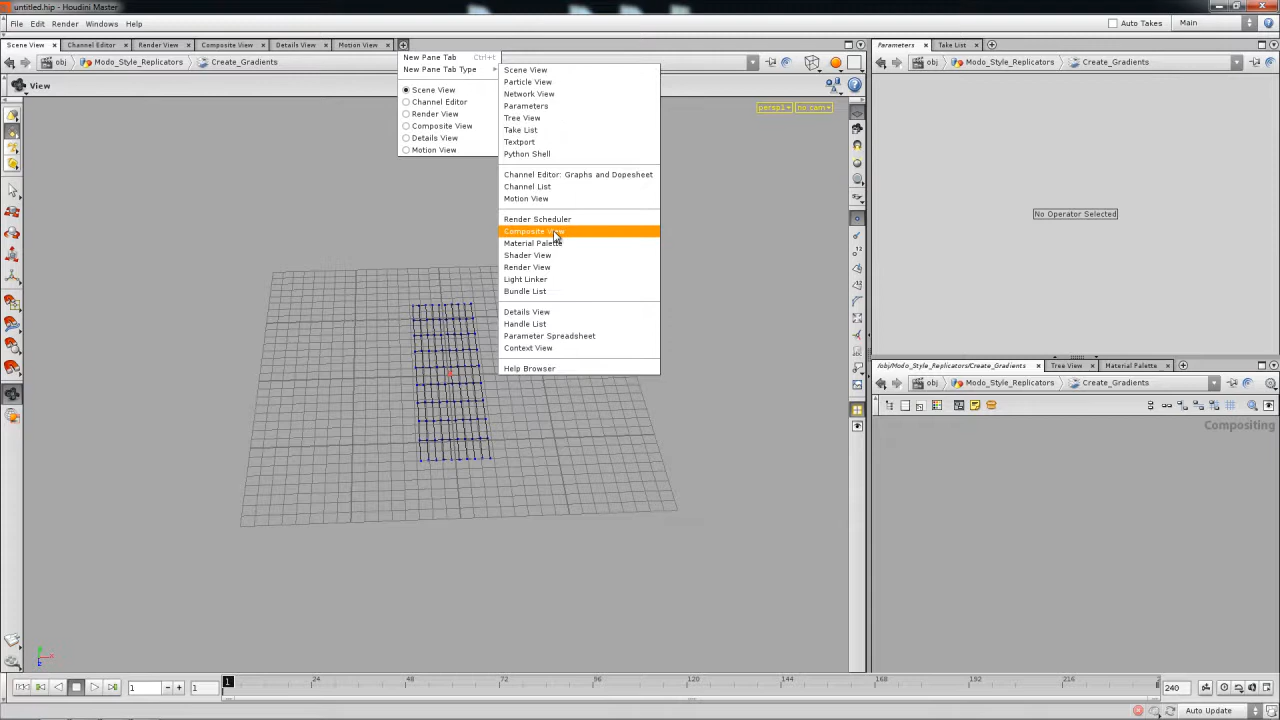 untitled.hip - Houdini Master
File Edit Render Windows Help
Auto Takes Main
Scene View Channel Editor Render View Composite View Details View Motion View
Parameters Take List
obj Modo_Style_Replicators Create_Gradients
obj Modo_Style_Replicators Create_Gradients
View
New Pane Tab Ctrl+t
New Pane Tab Type
Scene View
Channel Editor
Render View
Composite View
Details View
Motion View
Scene View
Particle View
Network View
Parameters
Tree View
Take List
Textport
Python Shell
Channel Editor: Graphs and Dopesheet
Channel List
Motion View
Render Scheduler
Composite View
Material Palette
Shader View
Render View
Light Linker
Bundle List
Details View
Handle List
Parameter Spreadsheet
Context View
Help Browser
persp1 no cam
No Operator Selected
/obj/Modo_Style_Replicators/Create_Gradients Tree View Material Palette
obj Modo_Style_Replicators Create_Gradients
Compositing
1 1 1 24 48 72 96 120 144 168 192 216 2 240
Auto Update